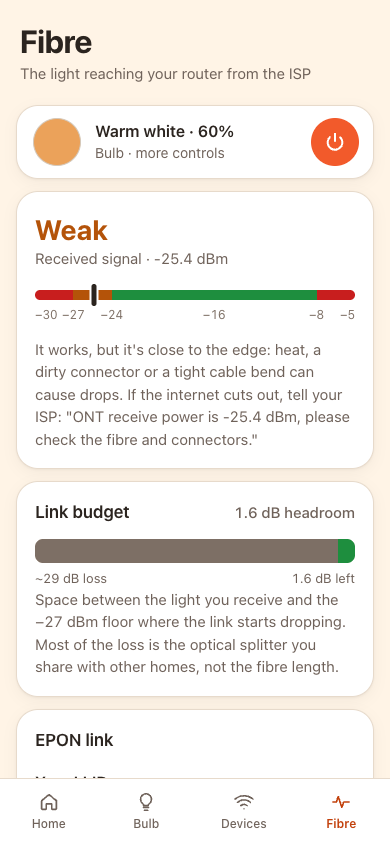 Fibre
The light reaching your router from the ISP
Warm white · 60%
Bulb · more controls
Weak
Received signal · -25.4 dBm
−30 −27 −24 −16 −8 −5
It works, but it's close to the edge: heat, a
dirty connector or a tight cable bend can
cause drops. If the internet cuts out, tell your
ISP: "ONT receive power is -25.4 dBm, please
check the fibre and connectors."
Link budget 1.6 dB headroom
~29 dB loss 1.6 dB left
Space between the light you receive and the
−27 dBm floor where the link starts dropping.
Most of the loss is the optical splitter you
share with other homes, not the fibre length.
EPON link
Home Bulb Devices Fibre